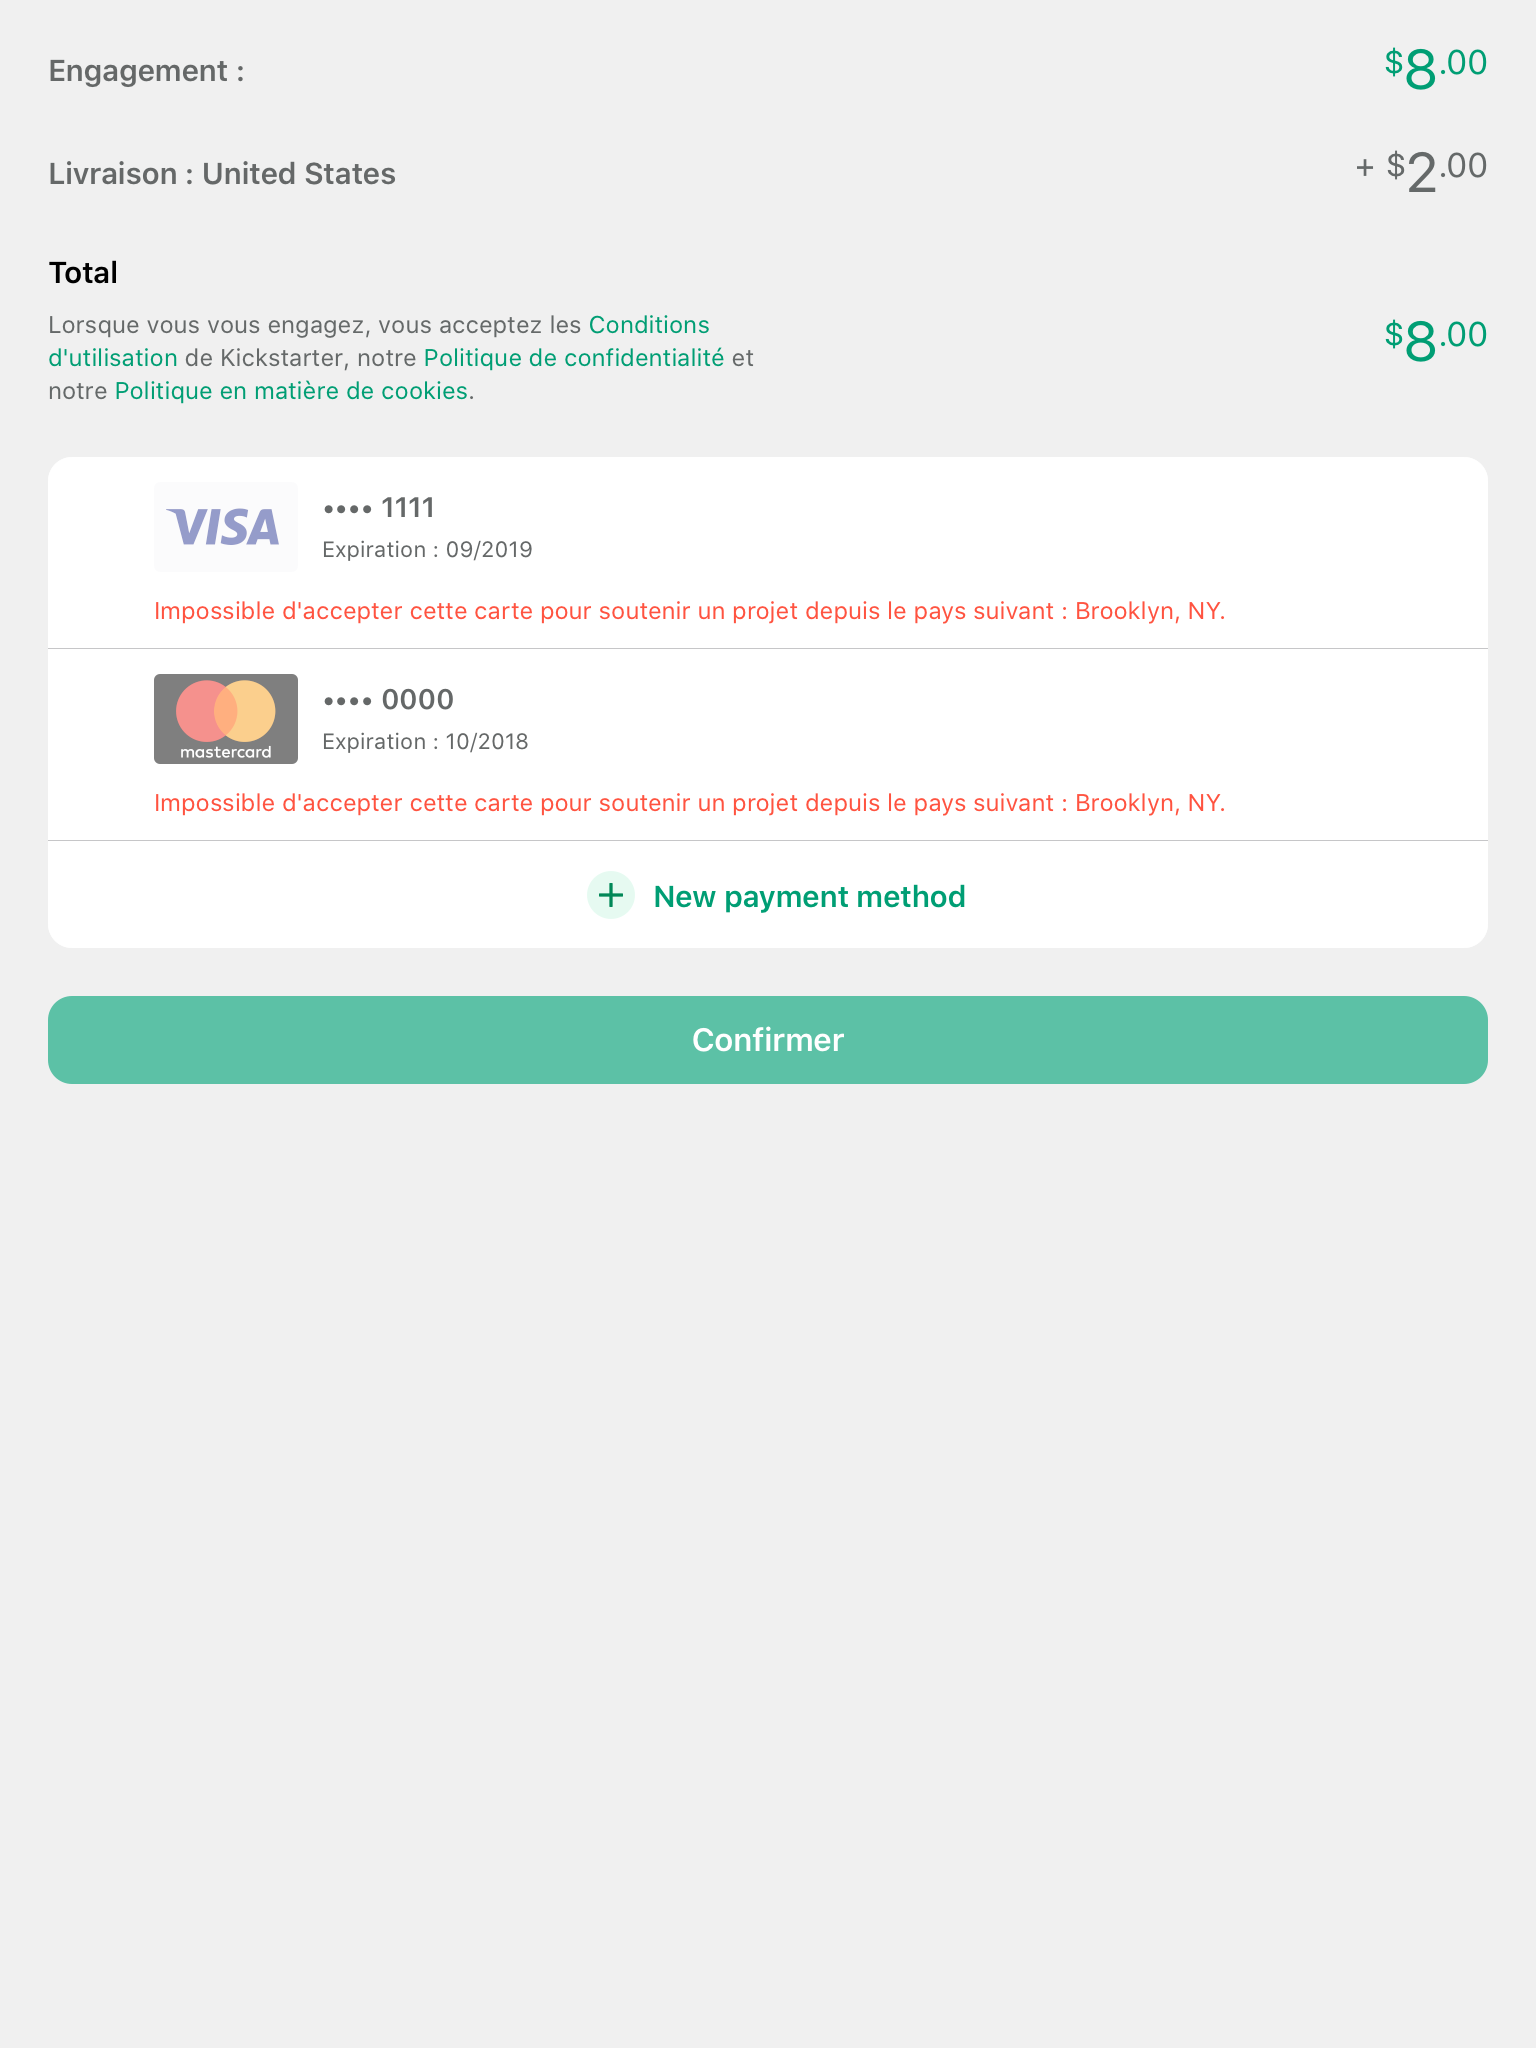 Engagement :
$8.00
Livraison : United States
+ $2.00
Total
Lorsque vous vous engagez, vous acceptez les Conditions
d'utilisation de Kickstarter, notre Politique de confidentialité et
notre Politique en matière de cookies.
$8.00
VISA
•••• 1111
Expiration : 09/2019
Impossible d'accepter cette carte pour soutenir un projet depuis le pays suivant : Brooklyn, NY.
mastercard
•••• 0000
Expiration : 10/2018
Impossible d'accepter cette carte pour soutenir un projet depuis le pays suivant : Brooklyn, NY.
New payment method
Confirmer